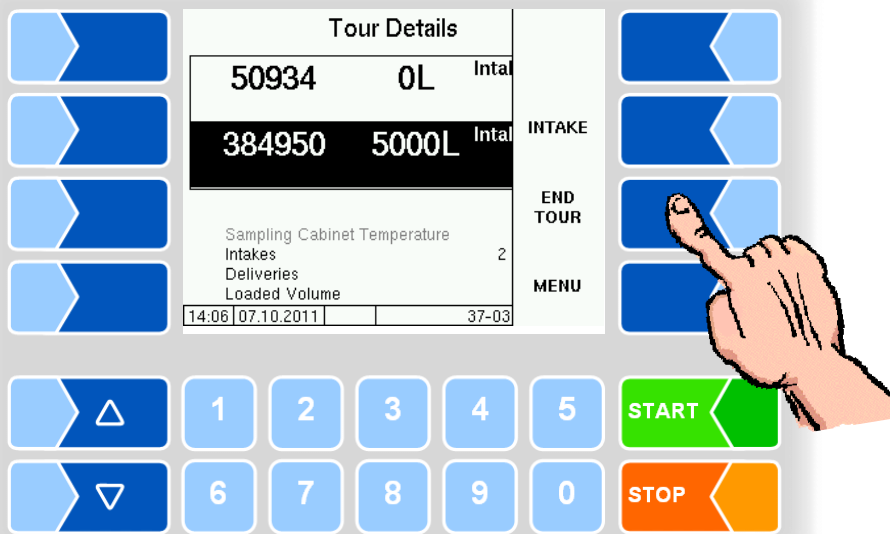 Tour Details
50934 0L Intal
384950 5000L Intal
INTAKE
END
TOUR
Sampling Cabinet Temperature
Intakes 2
Deliveries
Loaded Volume
MENU
14:06 07.10.2011 37-03
1 2 3 4 5 START
6 7 8 9 0 STOP